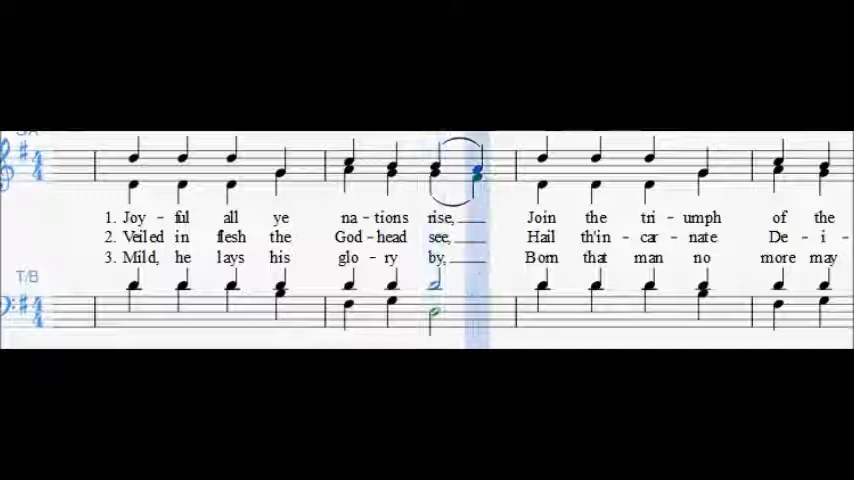 S/A
1. Joy - ful all ye na - tions rise, Join the tri - umph of the
2. Veiled in flesh the God - head see, Hail th'in - car - nate De - i -
3. Mild, he lays his glo - ry by, Born that man no more may
T/B